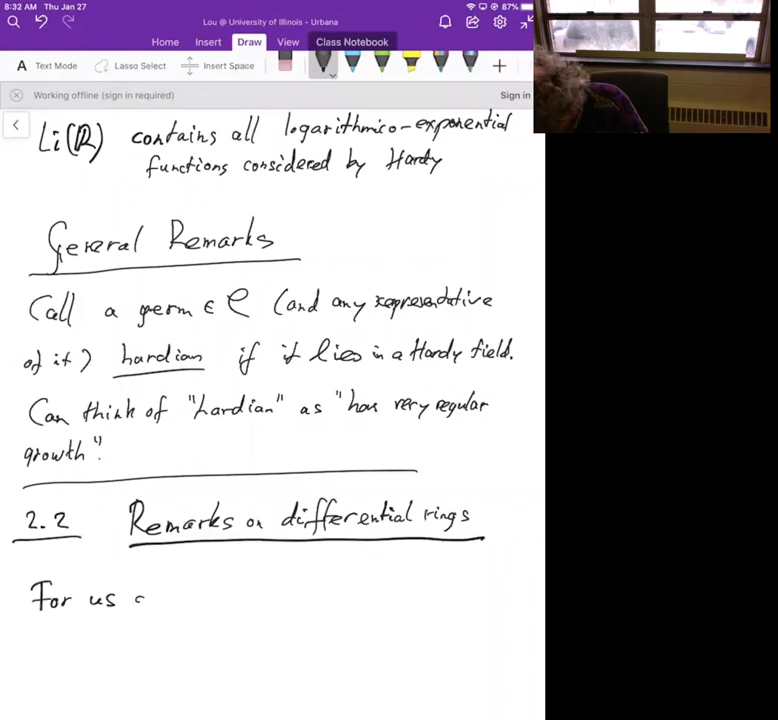 8:32 AM Thu Jan 27
87%
Lou @ University of Illinois - Urbana
Home Insert Draw View Class Notebook
A Text Mode Lasso Select Insert Space
Working offline (sign in required) Sign in
Li(R) contains all logarithmico-exponential
functions considered by Hardy
General Remarks
Call a germ ∈ C (and any representative
of it) hardian if it lies in a Hardy field.
Can think of "hardian" as "has very regular
growth".
2.2 Remarks on differential rings
For us a